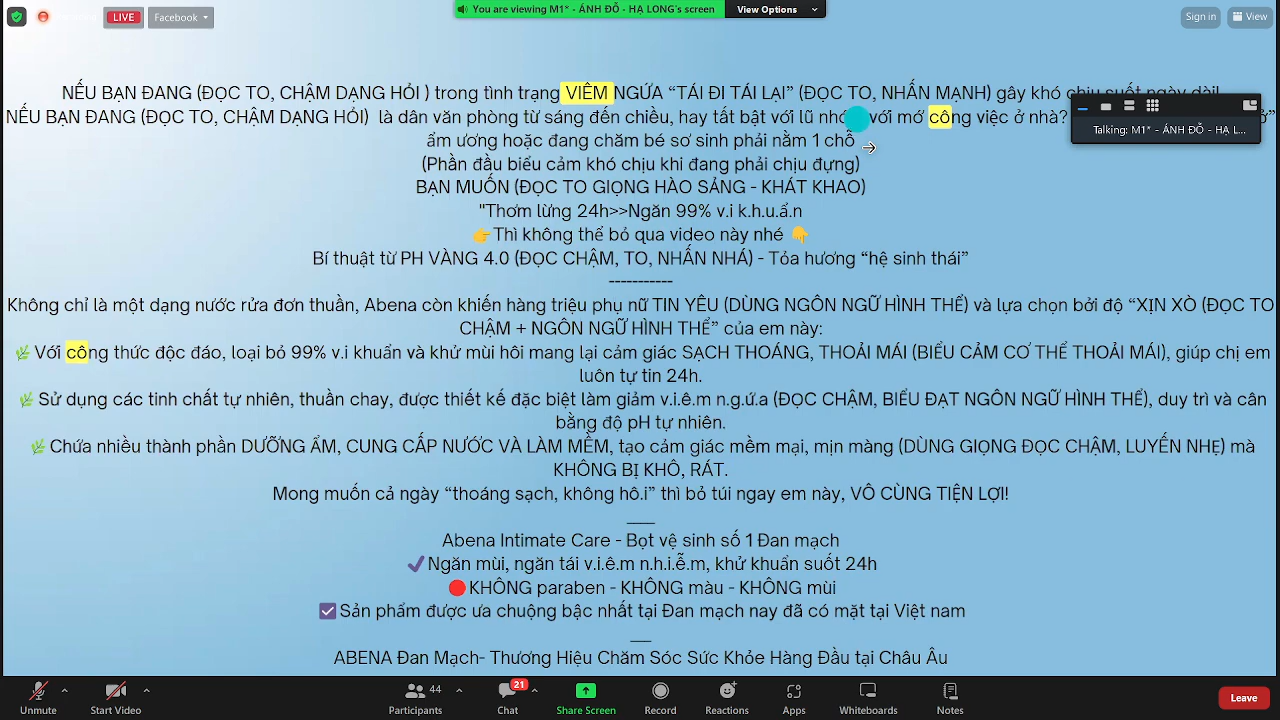 LIVE
Facebook
You are viewing M1* - ÁNH ĐỖ - HẠ LONG's screen
View Options
Sign in
View
NẾU BẠN ĐANG (ĐỌC TO, CHẬM DẠNG HỎI ) trong tình trạng VIÊM NGỨA “TÁI ĐI TÁI LẠI” (ĐỌC TO, NHẤN MẠNH) gây khó chịu suốt ngày dài!
NẾU BẠN ĐANG (ĐỌC TO, CHẬM DẠNG HỎI) là dân văn phòng từ sáng đến chiều, hay tất bật với lũ nhỏ với mớ công việc ở nhà?
Talking: M1* - ÁNH ĐỖ - HẠ L...
ẩm ương hoặc đang chăm bé sơ sinh phải nằm 1 chỗ
(Phần đầu biểu cảm khó chịu khi đang phải chịu đựng)
BẠN MUỐN (ĐỌC TO GIỌNG HÀO SẢNG - KHÁT KHAO)
"Thơm lừng 24h>>Ngăn 99% v.i k.h.u.ẩ.n
👉Thì không thể bỏ qua video này nhé 👇
Bí thuật từ PH VÀNG 4.0 (ĐỌC CHẬM, TO, NHẤN NHÁ) - Tỏa hương “hệ sinh thái”
-----------
Không chỉ là một dạng nước rửa đơn thuần, Abena còn khiến hàng triệu phụ nữ TIN YÊU (DÙNG NGÔN NGỮ HÌNH THỂ) và lựa chọn bởi độ “XỊN XÒ (ĐỌC TO
CHẬM + NGÔN NGỮ HÌNH THỂ” của em này:
🌿 Với công thức độc đáo, loại bỏ 99% v.i khuẩn và khử mùi hôi mang lại cảm giác SẠCH THOÁNG, THOẢI MÁI (BIỂU CẢM CƠ THỂ THOẢI MÁI), giúp chị em
luôn tự tin 24h.
🌿 Sử dụng các tinh chất tự nhiên, thuần chay, được thiết kế đặc biệt làm giảm v.i.ê.m n.g.ứ.a (ĐỌC CHẬM, BIỂU ĐẠT NGÔN NGỮ HÌNH THỂ), duy trì và cân
bằng độ pH tự nhiên.
🌿 Chứa nhiều thành phần DƯỠNG ẨM, CUNG CẤP NƯỚC VÀ LÀM MỀM, tạo cảm giác mềm mại, mịn màng (DÙNG GIỌNG ĐỌC CHẬM, LUYẾN NHẸ) mà
KHÔNG BỊ KHÔ, RÁT.
Mong muốn cả ngày “thoáng sạch, không hô.i” thì bỏ túi ngay em này, VÔ CÙNG TIỆN LỢI!
___
Abena Intimate Care - Bọt vệ sinh số 1 Đan mạch
✔Ngăn mùi, ngăn tái v.i.ê.m n.h.i.ễ.m, khử khuẩn suốt 24h
🔴KHÔNG paraben - KHÔNG màu - KHÔNG mùi
☑Sản phẩm được ưa chuộng bậc nhất tại Đan mạch nay đã có mặt tại Việt nam
__
ABENA Đan Mạch- Thương Hiệu Chăm Sóc Sức Khỏe Hàng Đầu tại Châu Âu
Unmute
Start Video
Participants 44
Chat 21
Share Screen
Record
Reactions
Apps
Whiteboards
Notes
Leave